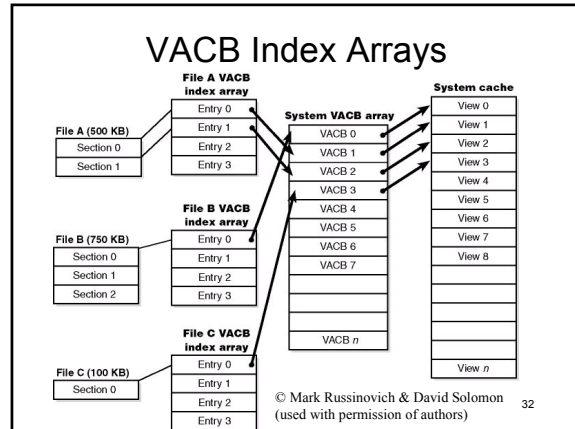 VACB Index Arrays
File A VACB
index array
Entry 0
Entry 1
Entry 2
Entry 3
File A (500 KB)
Section 0
Section 1
File B VACB
index array
Entry 0
Entry 1
Entry 2
Entry 3
File B (750 KB)
Section 0
Section 1
Section 2
File C VACB
index array
Entry 0
Entry 1
Entry 2
Entry 3
File C (100 KB)
Section 0
System VACB array
VACB 0
VACB 1
VACB 2
VACB 3
VACB 4
VACB 5
VACB 6
VACB 7
VACB n
System cache
View 0
View 1
View 2
View 3
View 4
View 5
View 6
View 7
View 8
View n
© Mark Russinovich & David Solomon
(used with permission of authors)
32